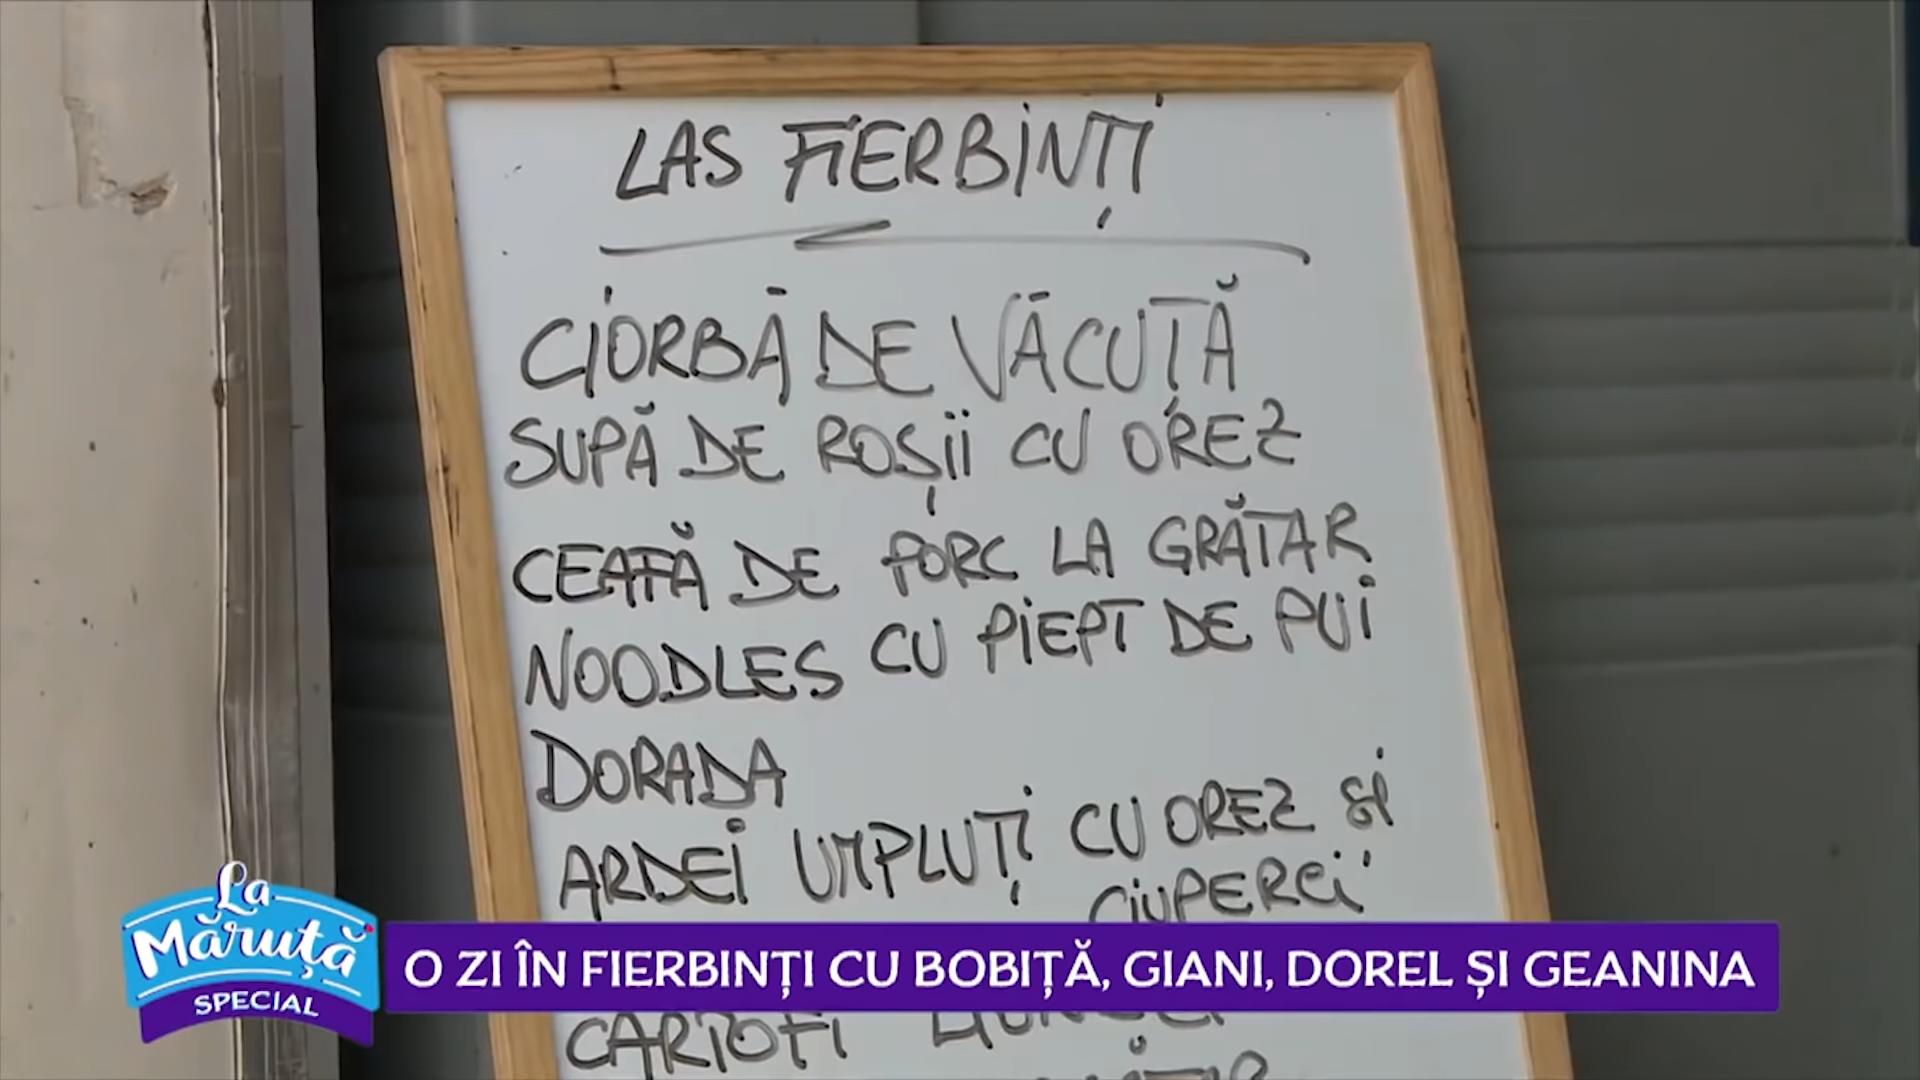 LAS FIERBINȚI
CIORBĂ DE VĂCUȚĂ
SUPĂ DE ROȘII CU OREZ
CEAFĂ DE PORC LA GRĂTAR
NOODLES CU PIEPT DE PUI
DORADA
ARDEI UMPLUȚI CU OREZ ȘI
CIUPERCI
La Măruță
SPECIAL
O ZI ÎN FIERBINȚI CU BOBIȚĂ, GIANI, DOREL ȘI GEANINA
CARTOFI